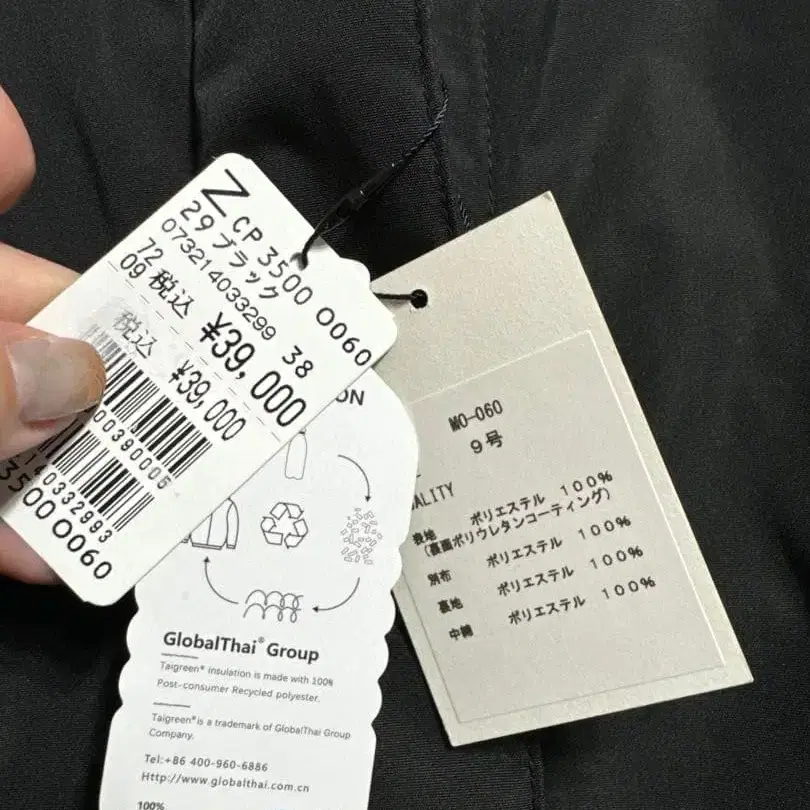 Z CP 3500 0060
29 ブラック
073214033299 38
72
09 税込 ¥39,000
税込 ¥39,000
3500 0060
ON
GlobalThai® Group
Taigreen® insulation is made with 100%
Post-consumer Recycled polyester.
Taigreen® is a trademark of GlobalThai Group
Company.
Tel:+86 400-960-6886
Http://www.globalthai.com.cn
100%
MO-060
9号
ALITY
表地 ポリエステル 100%
(裏面ポリウレタンコーティング)
別布 ポリエステル 100%
裏地 ポリエステル 100%
中綿 ポリエステル 100%